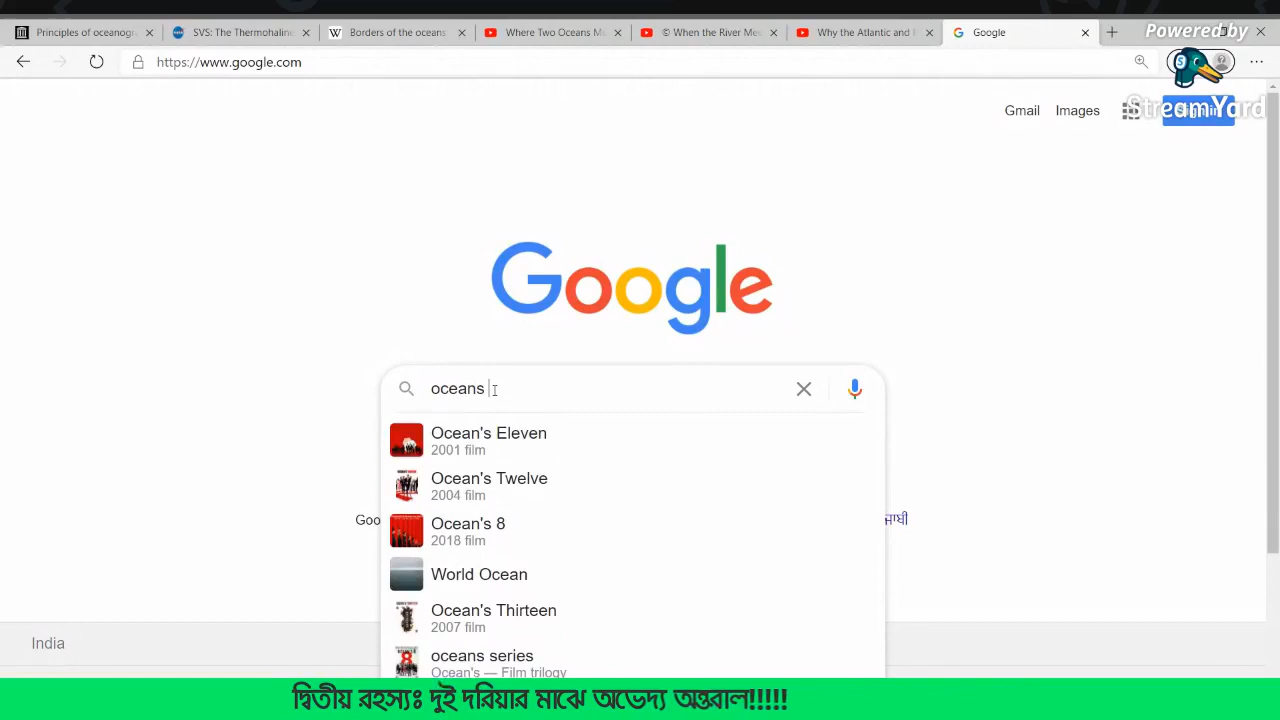 Powered by
Principles of oceanogr
SVS: The Thermohaline
Borders of the oceans
Where Two Oceans M
© When the River Mee
Why the Atlantic and
Google
https://www.google.com
StreamYard
Gmail
Images
Google
oceans
Ocean's Eleven
2001 film
Ocean's Twelve
2004 film
Ocean's 8
2018 film
World Ocean
Ocean's Thirteen
2007 film
oceans series
Ocean's — Film trilogy
Goo
ਜਾਬੀ
India
দ্বিতীয় রহস্যঃ দুই দরিয়ার মাঝে অভেদ্য অন্তরাল!!!!!